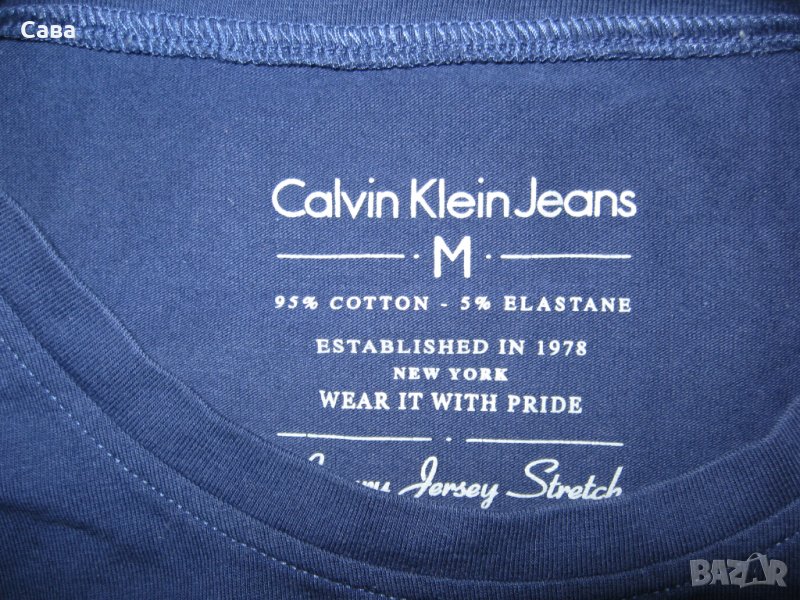 Сава
Calvin Klein Jeans
M
95% COTTON - 5% ELASTANE
ESTABLISHED IN 1978
NEW YORK
WEAR IT WITH PRIDE
Jersey Stretch
BAZAR